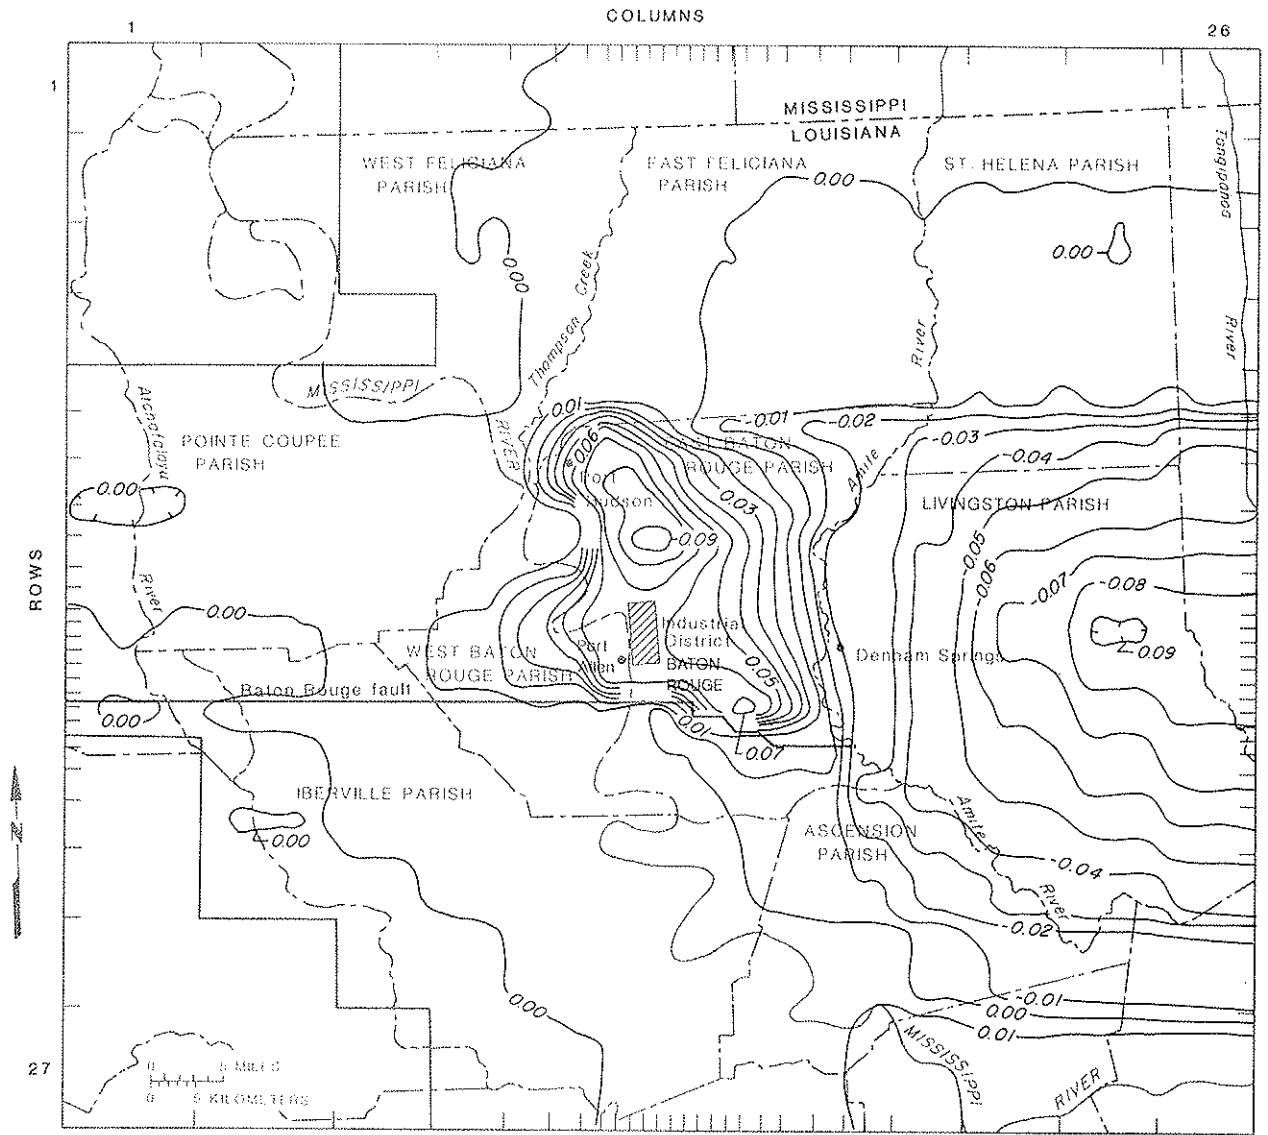 COLUMNS
1
26
1
MISSISSIPPI
LOUISIANA
WEST FELICIANA
PARISH
EAST FELICIANA
PARISH
0.00
ST. HELENA PARISH
Tangipahoa
River
0.00
0.00
Thompson Creek
River
MISSISSIPPI
RIVER
Atchafalaya
River
POINTE COUPEE
PARISH
0.01
-0.01
-0.02
-0.03
-0.04
0.06
EAST BATON
ROUGE PARISH
Amite
Port
Hudson
0.03
LIVINGSTON PARISH
0.00
0.09
-0.05
-0.06
-0.07
-0.08
ROWS
0.00
Industrial
District
WEST BATON
ROUGE PARISH
Port
Allen
BATON
ROUGE
0.05
Denham Springs
-0.09
Baton Rouge fault
0.00
0.01
0.07
IBERVILLE PARISH
0.00
ASCENSION
PARISH
Amite
River
-0.04
-0.02
N
0.00
-0.01
0.00
0.01
MISSISSIPPI
RIVER
27
0 5 MILES
0 5 KILOMETERS